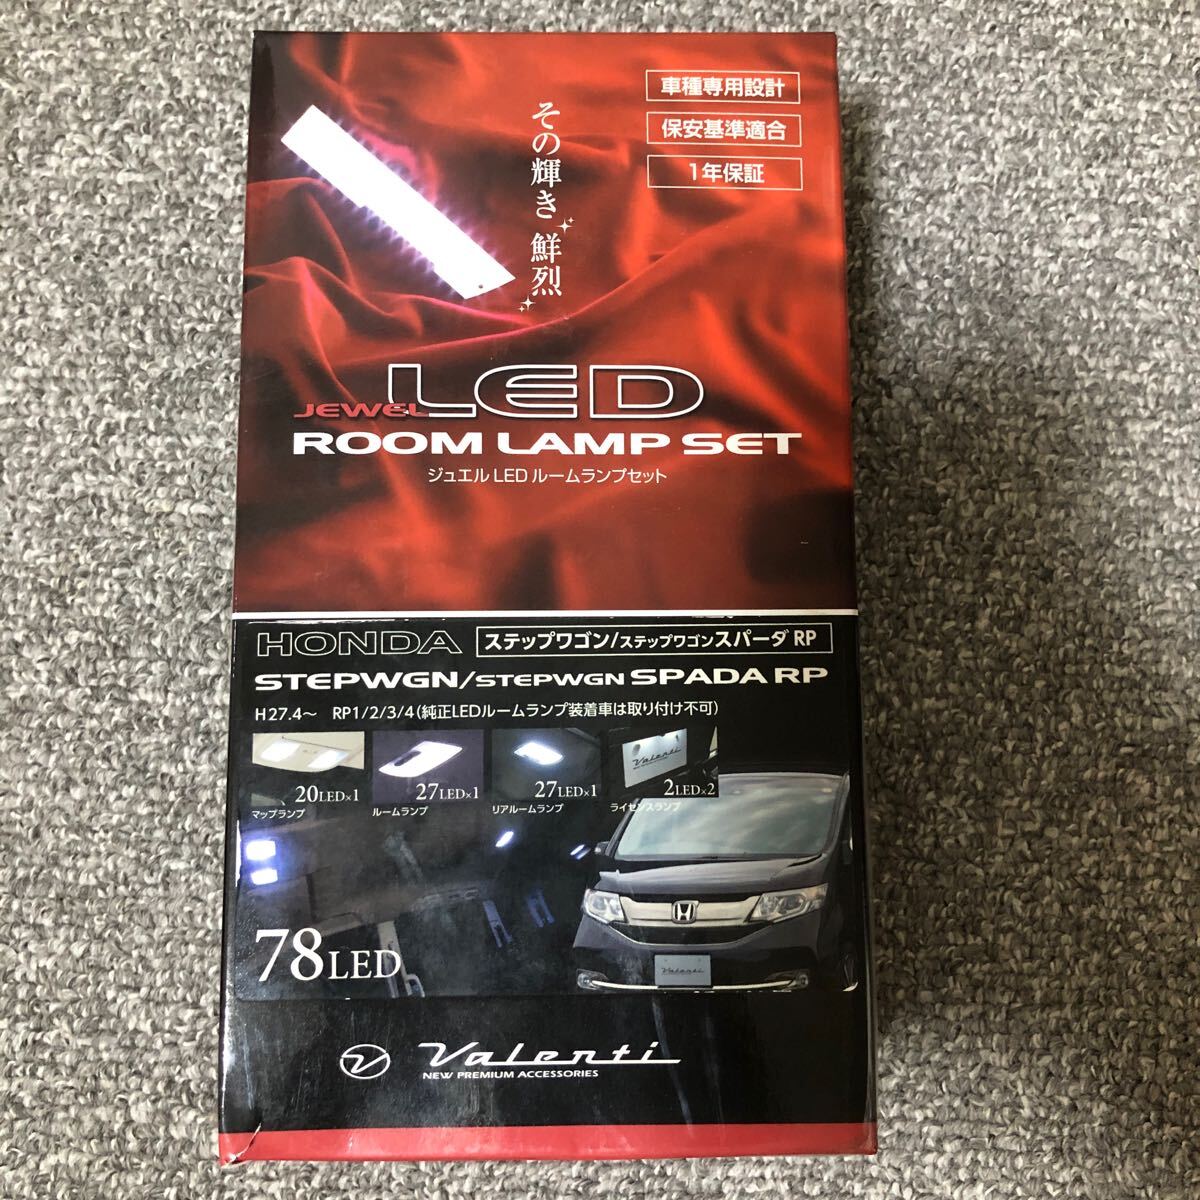 車種専用設計
保安基準適合
1年保証
その輝き 鮮烈
JEWEL LED
ROOM LAMP SET
ジュエル LED ルームランプセット
HONDA ステップワゴン/ステップワゴンスパーダ RP
STEPWGN/STEPWGN SPADA RP
H27.4〜 RP1/2/3/4(純正LEDルームランプ装着車は取り付け不可)
Valenti
20LED×1 27LED×1 27LED×1 2LED×2
マップランプ ルームランプ リアルームランプ ライセンスランプ
78LED
Valenti
Valenti
NEW PREMIUM ACCESSORIES